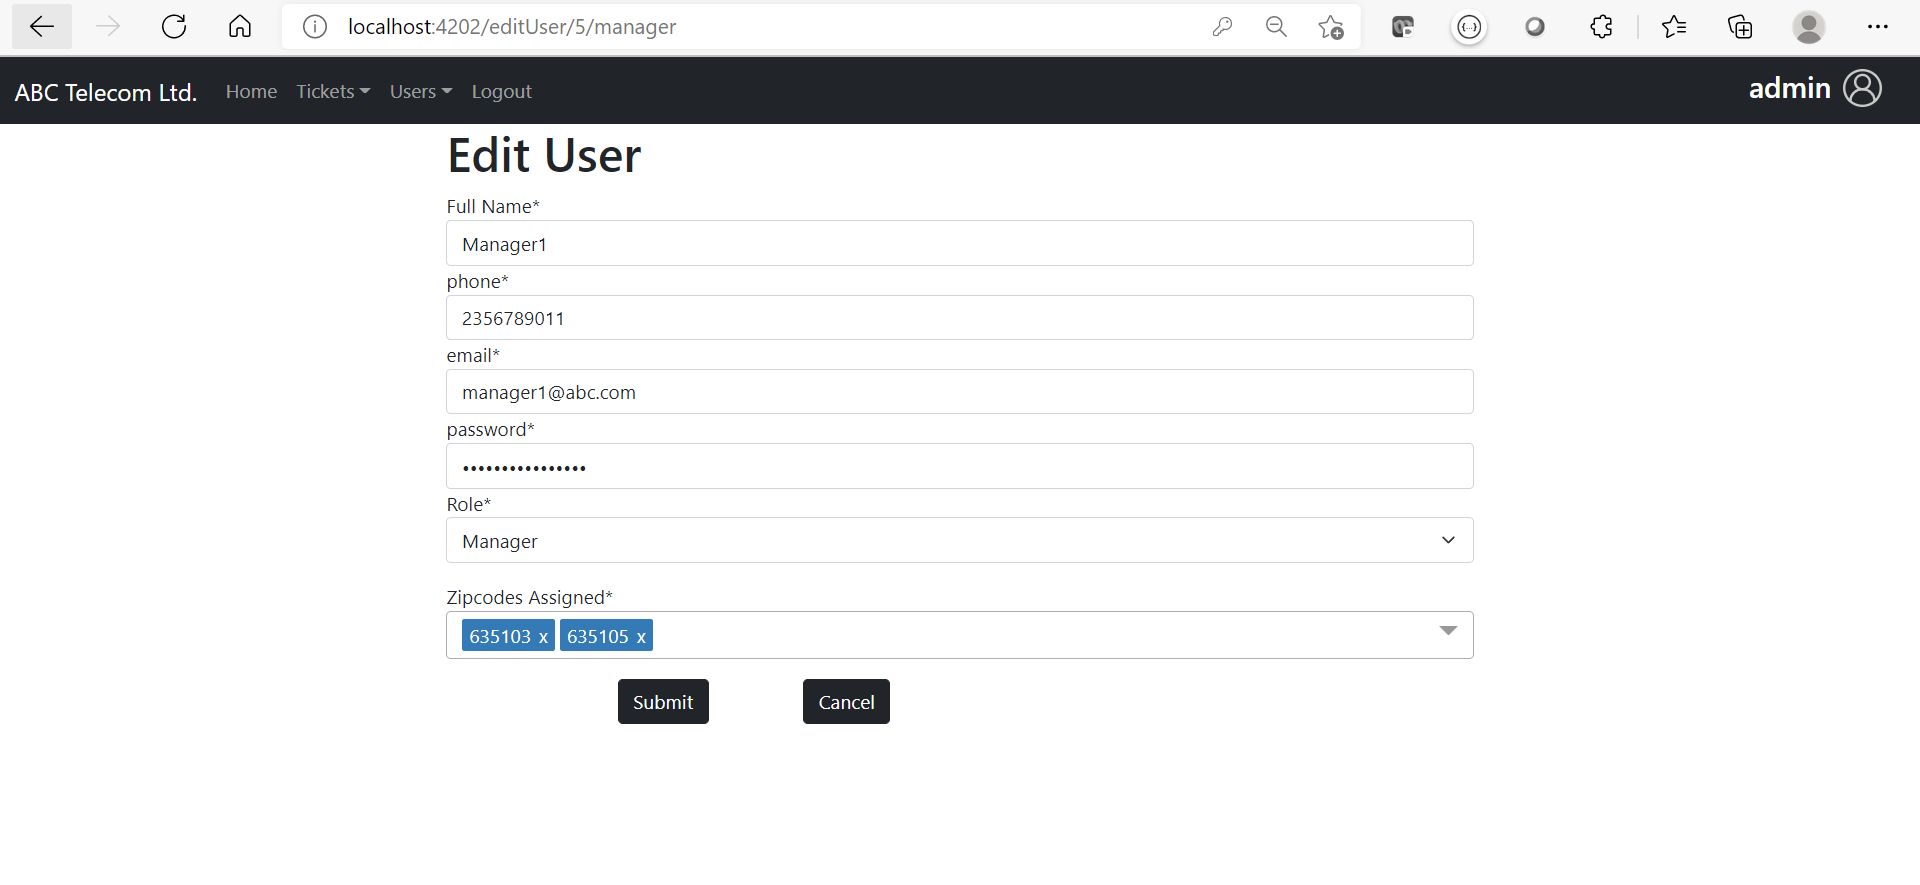 localhost:4202/editUser/5/manager
ABC Telecom Ltd. Home Tickets Users Logout admin
Edit User
Full Name*
Manager1
phone*
2356789011
email*
manager1@abc.com
password*
••••••••••••••••
Role*
Manager
Zipcodes Assigned*
635103 x 635105 x
Submit Cancel